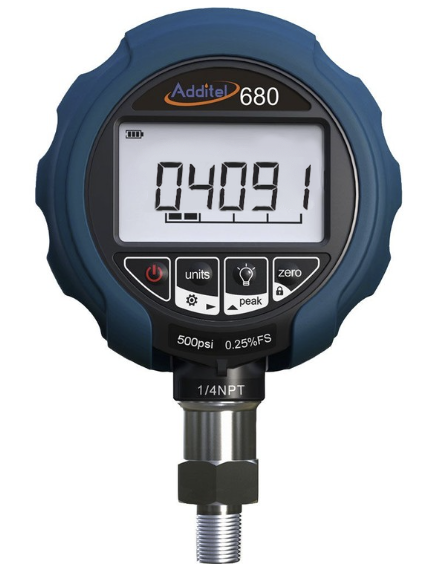 Additel 680
04091
units
zero
peak
500psi 0.25%FS
1/4NPT